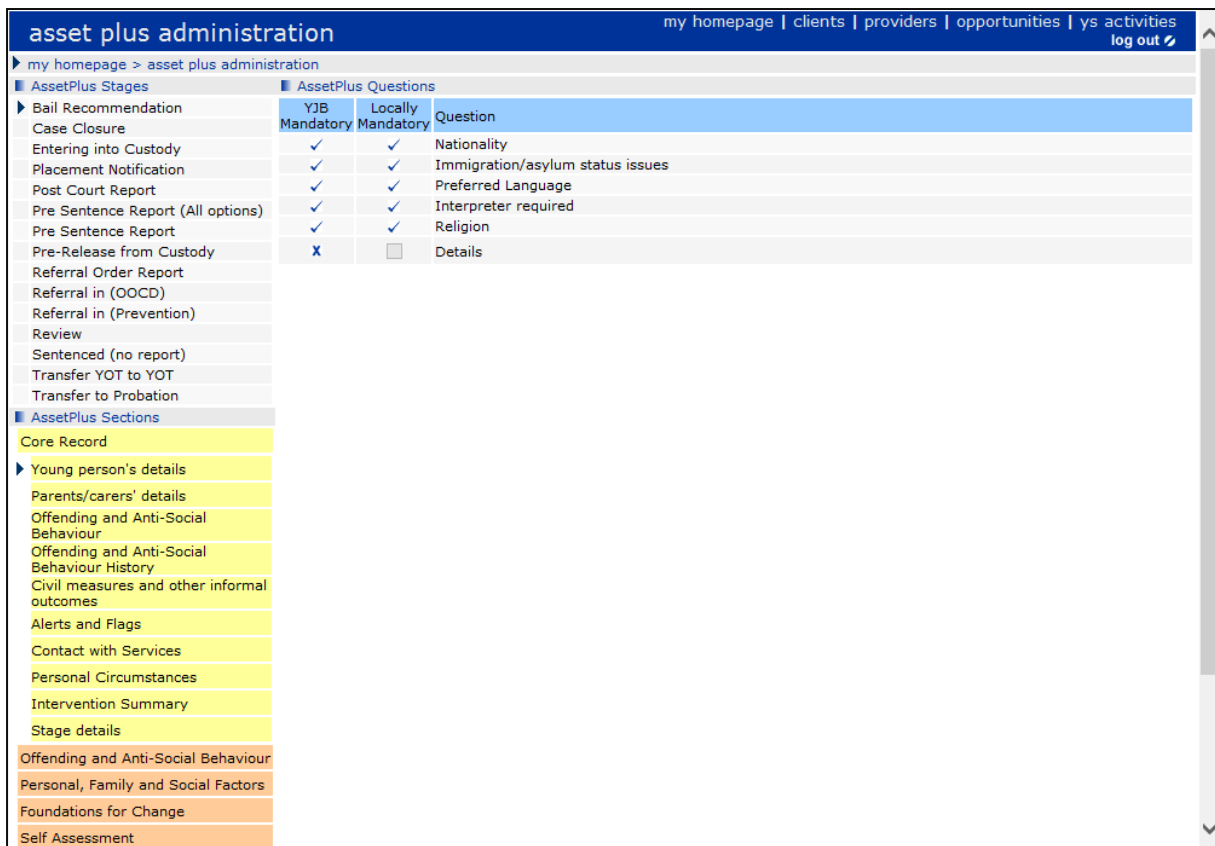 asset plus administration
my homepage | clients | providers | opportunities | ys activities
log out
my homepage > asset plus administration
AssetPlus Stages
Bail Recommendation
Case Closure
Entering into Custody
Placement Notification
Post Court Report
Pre Sentence Report (All options)
Pre Sentence Report
Pre-Release from Custody
Referral Order Report
Referral in (OOCD)
Referral in (Prevention)
Review
Sentenced (no report)
Transfer YOT to YOT
Transfer to Probation
AssetPlus Sections
Core Record
Young person's details
Parents/carers' details
Offending and Anti-Social
Behaviour
Offending and Anti-Social
Behaviour History
Civil measures and other informal
outcomes
Alerts and Flags
Contact with Services
Personal Circumstances
Intervention Summary
Stage details
Offending and Anti-Social Behaviour
Personal, Family and Social Factors
Foundations for Change
Self Assessment
AssetPlus Questions
YJB Locally
Mandatory Mandatory Question
✓ ✓ Nationality
✓ ✓ Immigration/asylum status issues
✓ ✓ Preferred Language
✓ ✓ Interpreter required
✓ ✓ Religion
X Details